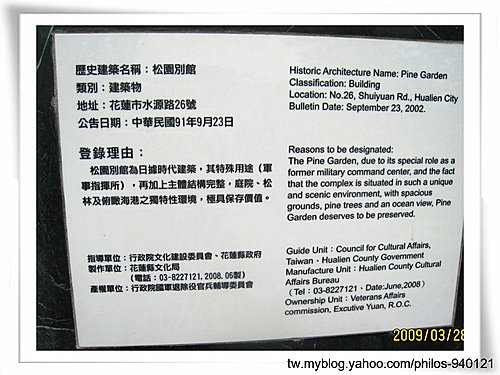 歷史建築名稱：松園別館
類別：建築物
地址：花蓮市水源路26號
公告日期：中華民國91年9月23日
登錄理由：
松園別館為日據時代建築，其特殊用途（軍
事指揮所），再加上主體結構完整，庭院、松
林及俯瞰海港之獨特性環境，極具保存價值。
指導單位：行政院文化建設委員會、花蓮縣政府
製作單位：花蓮縣文化局
（電話：03-8227121,2008.06製）
產權單位：行政院國軍退除役官兵輔導委員會
Historic Architecture Name: Pine Garden
Classification: Building
Location: No.26, Shuiyuan Rd., Hualien City
Bulletin Date: September 23, 2002.
Reasons to be designated:
The Pine Garden, due to its special role as a
former military command center, and the fact
that the complex is situated in such a unique
and scenic environment, with spacious
grounds, pine trees and an ocean view, Pine
Garden deserves to be preserved.
Guide Unit：Council for Cultural Affairs,
Taiwan、Hualien County Government
Manufacture Unit：Hualien County Cultural
Affairs Bureau
（Tel：03-8227121、Date:June,2008）
Ownership Unit：Veterans Affairs
commission, Excutive Yuan, R.O.C.
2009/03/28
tw.myblog.yahoo.com/philos-940121